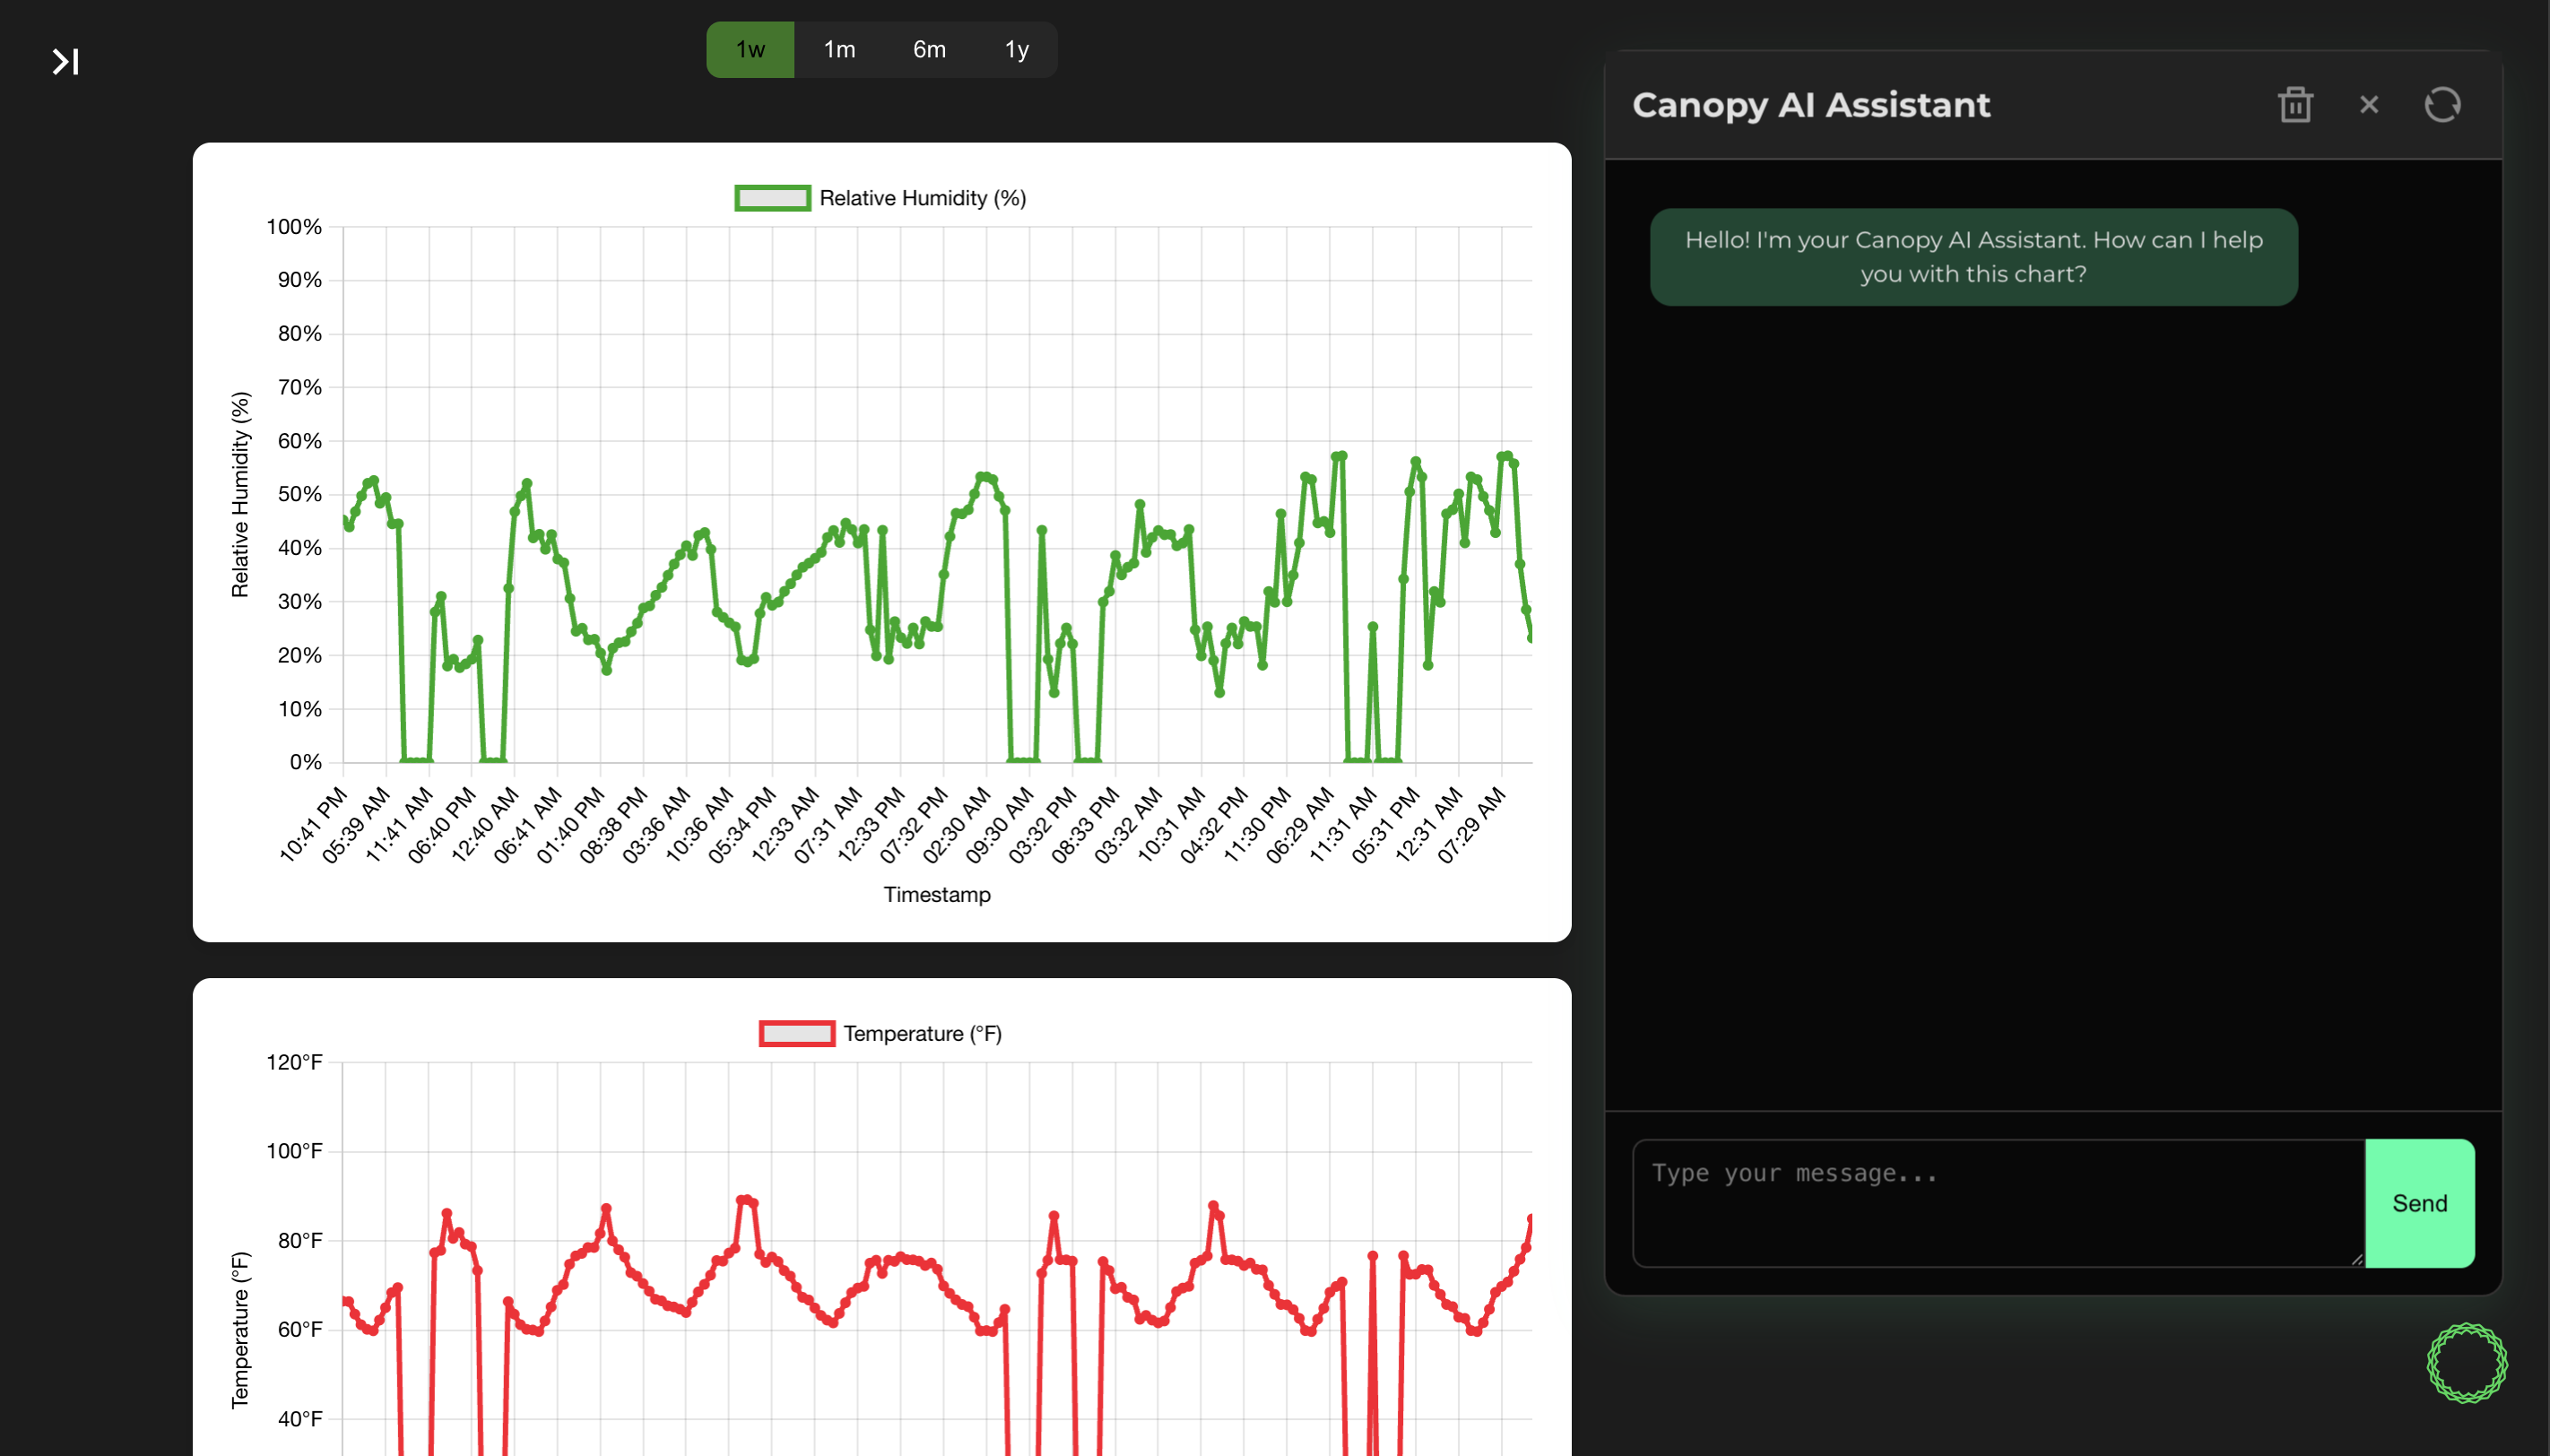 1w 1m 6m 1y
Relative Humidity (%)
100%
90%
80%
70%
60%
50%
40%
30%
20%
10%
0%
Relative Humidity (%)
10:41 PM
05:39 AM
11:41 AM
06:40 PM
12:40 AM
06:41 AM
01:40 PM
08:38 PM
03:36 AM
10:36 AM
05:34 PM
12:33 AM
07:31 AM
12:33 PM
07:32 PM
02:30 AM
09:30 AM
03:32 PM
08:33 PM
03:32 AM
10:31 AM
04:32 PM
11:30 PM
06:29 AM
11:31 AM
05:31 PM
12:31 AM
07:29 AM
Timestamp
Temperature (°F)
120°F
100°F
80°F
60°F
40°F
Temperature (°F)
Canopy AI Assistant
Hello! I'm your Canopy AI Assistant. How can I help
you with this chart?
Type your message...
Send